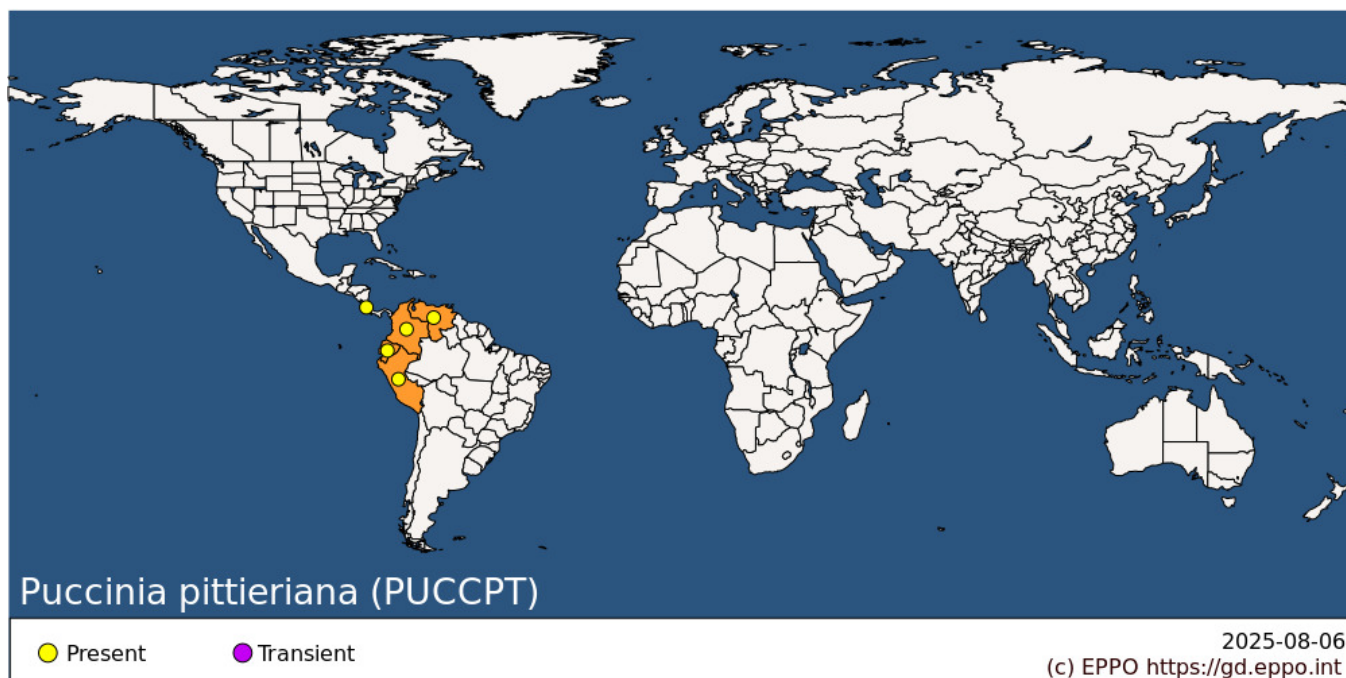 Puccinia pittieriana (PUCCPT)
Present
Transient
2025-08-06
(c) EPPO https://gd.eppo.int